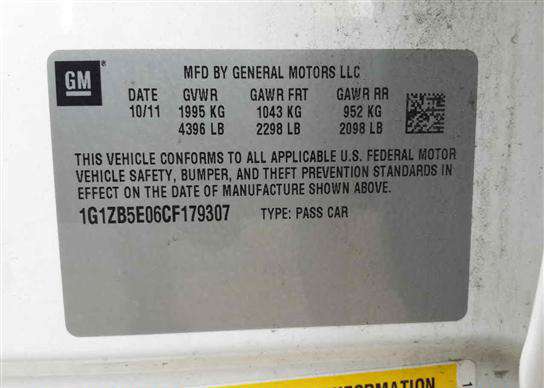 GM
MFD BY GENERAL MOTORS LLC
DATE GVWR GAWR FRT GAWR RR
10/11 1995 KG 1043 KG 952 KG
4396 LB 2298 LB 2098 LB
THIS VEHICLE CONFORMS TO ALL APPLICABLE U.S. FEDERAL MOTOR
VEHICLE SAFETY, BUMPER, AND THEFT PREVENTION STANDARDS IN
EFFECT ON THE DATE OF MANUFACTURE SHOWN ABOVE.
1G1ZB5E06CF179307 TYPE: PASS CAR
INFORMATION